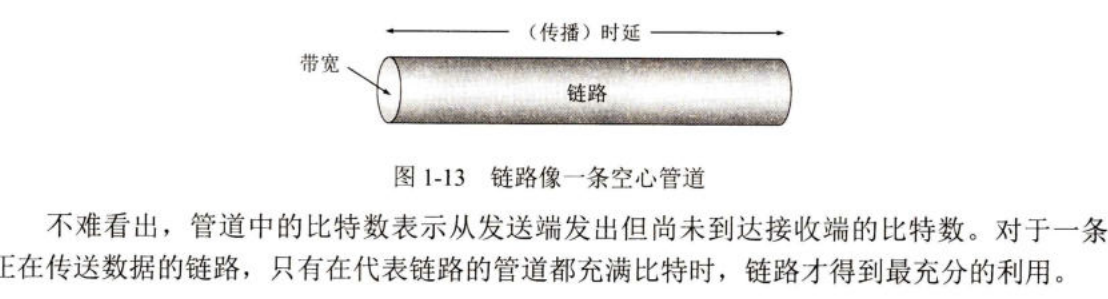 （传播）时延
带宽
链路
图 1-13 链路像一条空心管道
不难看出，管道中的比特数表示从发送端发出但尚未到达接收端的比特数。对于一条
正在传送数据的链路，只有在代表链路的管道都充满比特时，链路才得到最充分的利用。